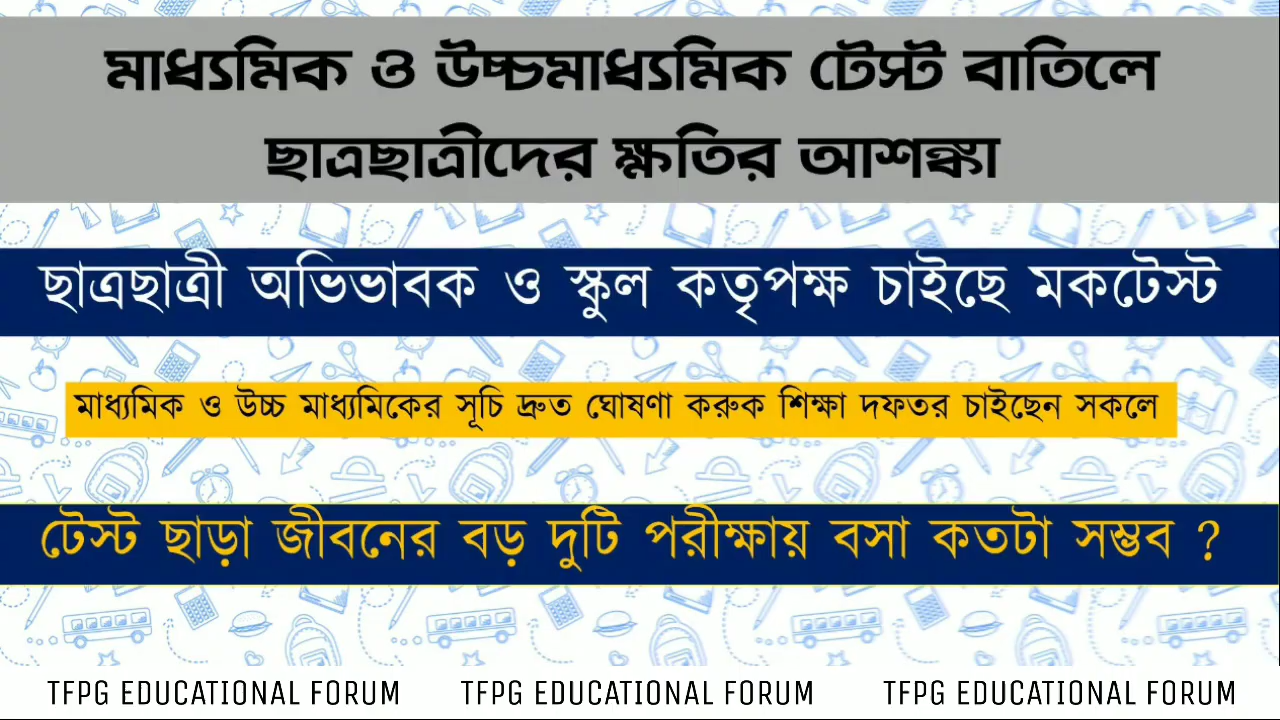 মাধ্যমিক ও উচ্চমাধ্যমিক টেস্ট বাতিলে
ছাত্রছাত্রীদের ক্ষতির আশঙ্কা
ছাত্রছাত্রী অভিভাবক ও স্কুল কতৃপক্ষ চাইছে মকটেস্ট
মাধ্যমিক ও উচ্চ মাধ্যমিকের সূচি দ্রুত ঘোষণা করুক শিক্ষা দফতর চাইছেন সকলে
টেস্ট ছাড়া জীবনের বড় দুটি পরীক্ষায় বসা কতটা সম্ভব ?
TFPG EDUCATIONAL FORUM TFPG EDUCATIONAL FORUM TFPG EDUCATIONAL FORUM